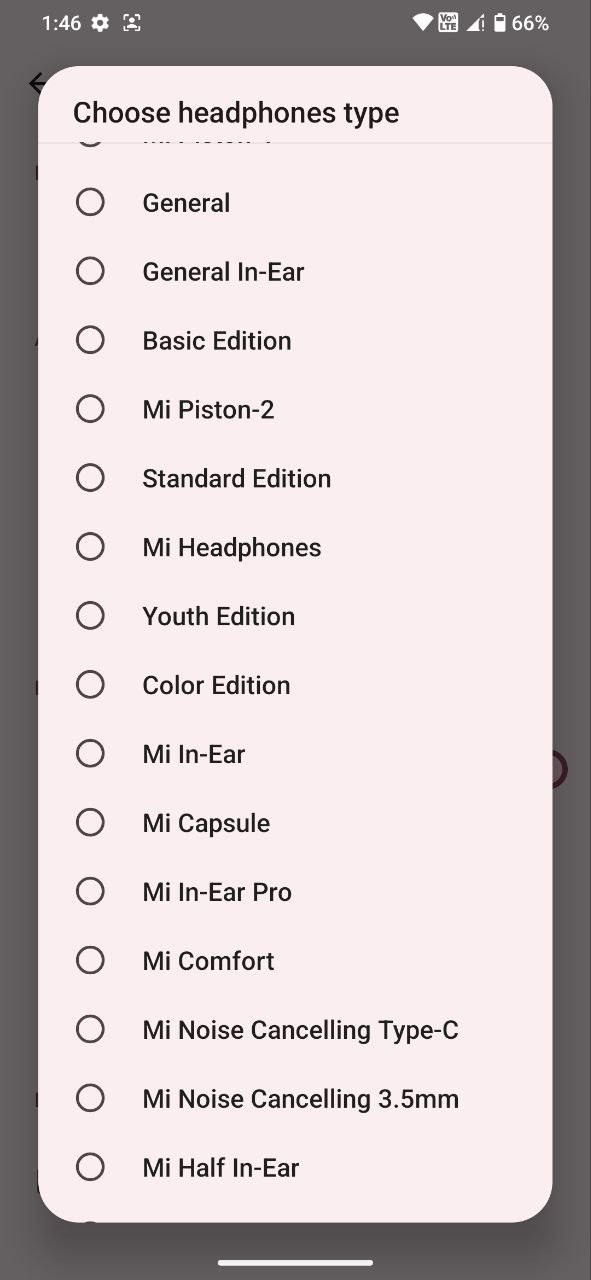 1:46
Vo)) LTE
66%
Choose headphones type
General
General In-Ear
Basic Edition
Mi Piston-2
Standard Edition
Mi Headphones
Youth Edition
Color Edition
Mi In-Ear
Mi Capsule
Mi In-Ear Pro
Mi Comfort
Mi Noise Cancelling Type-C
Mi Noise Cancelling 3.5mm
Mi Half In-Ear